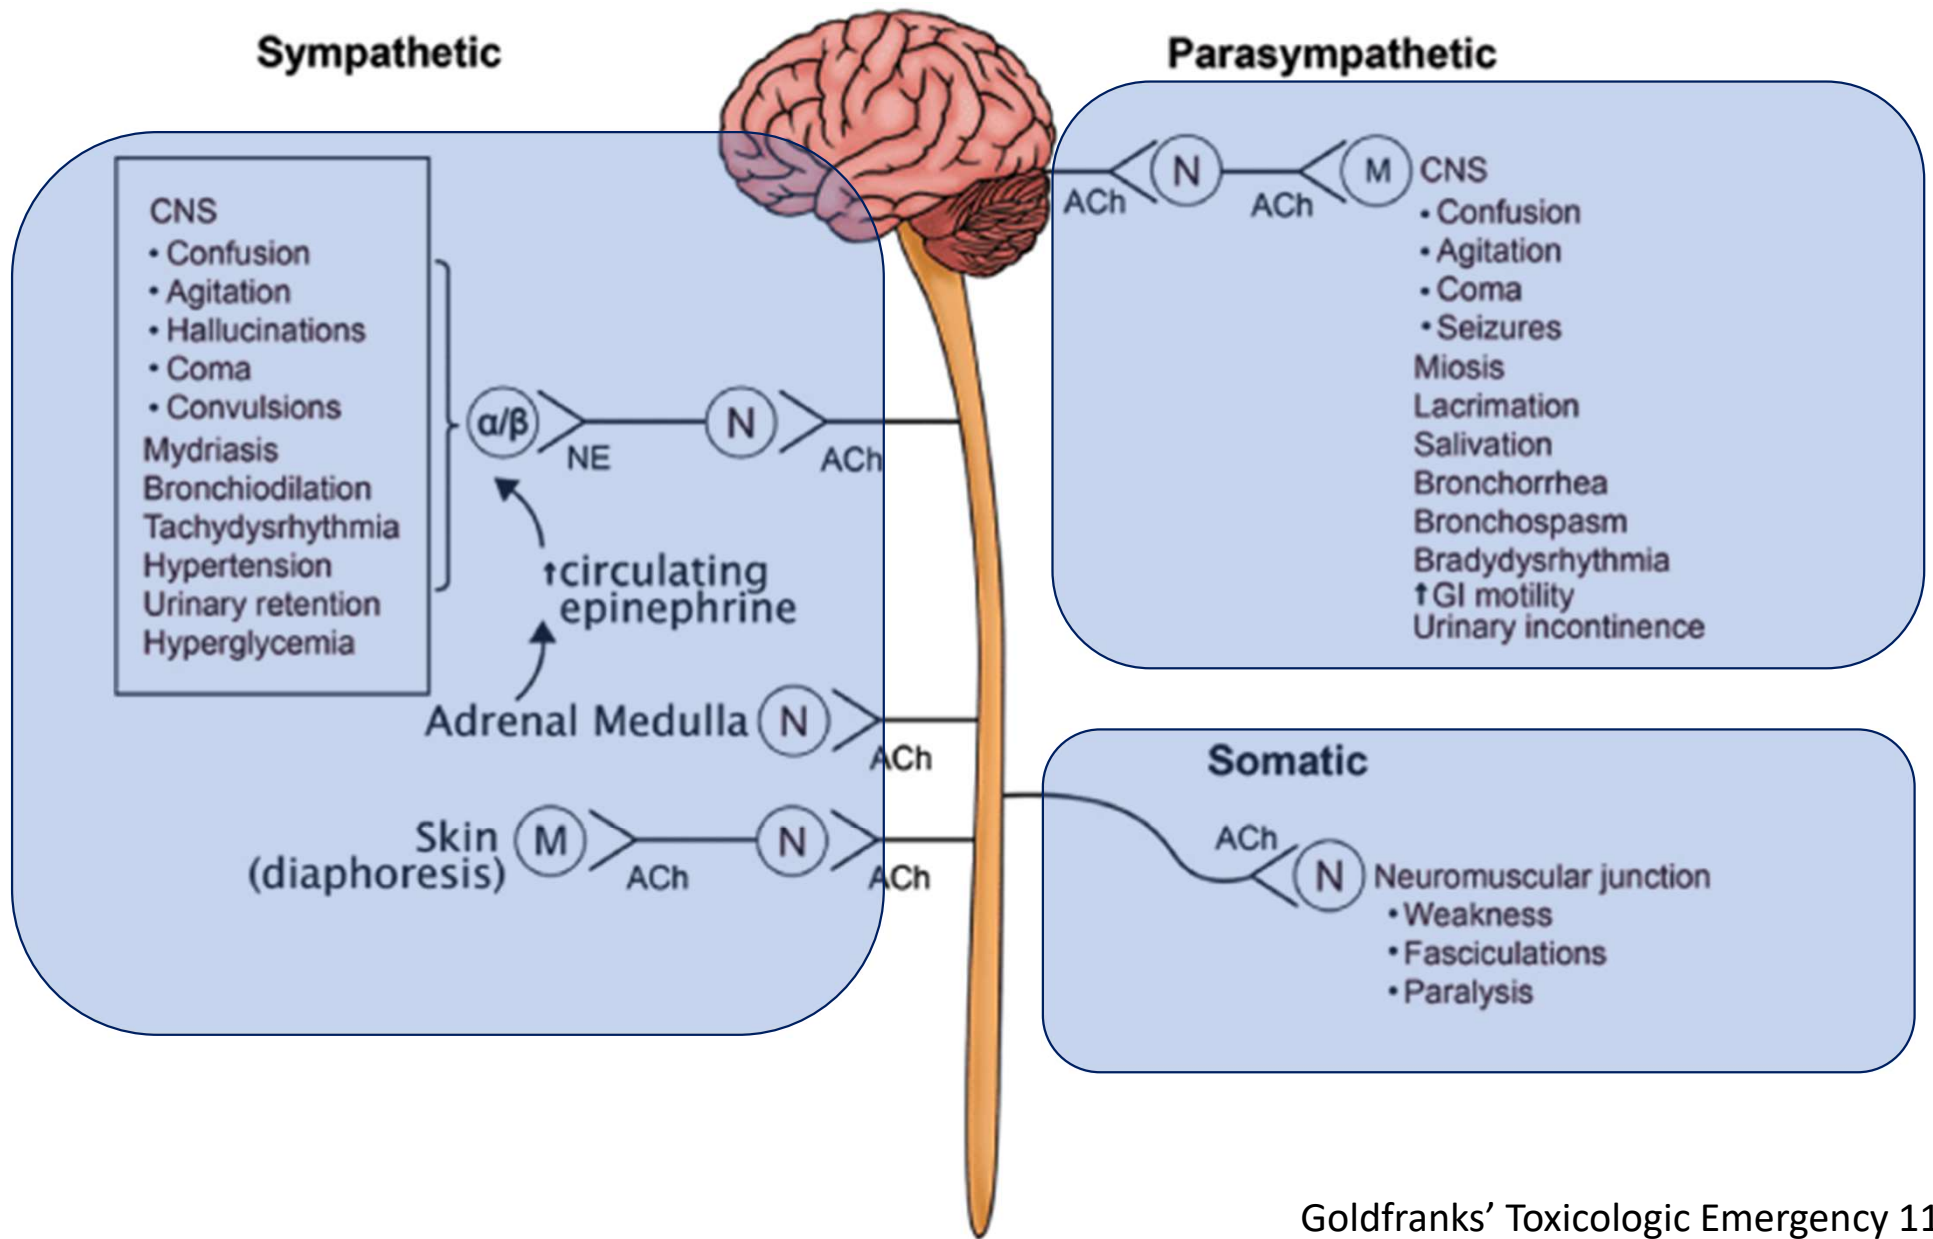 Sympathetic
CNS
• Confusion
• Agitation
• Hallucinations
• Coma
• Convulsions
Mydriasis
Bronchiodilation
Tachydysrhythmia
Hypertension
Urinary retention
Hyperglycemia
α/β
NE
N
ACh
↑circulating
epinephrine
Adrenal Medulla
N
ACh
Skin
(diaphoresis)
M
ACh
N
ACh
Parasympathetic
ACh
N
ACh
M
CNS
• Confusion
• Agitation
• Coma
• Seizures
Miosis
Lacrimation
Salivation
Bronchorrhea
Bronchospasm
Bradydysrhythmia
↑GI motility
Urinary incontinence
Somatic
ACh
N
Neuromuscular junction
• Weakness
• Fasciculations
• Paralysis
Goldfranks’ Toxicologic Emergency 11